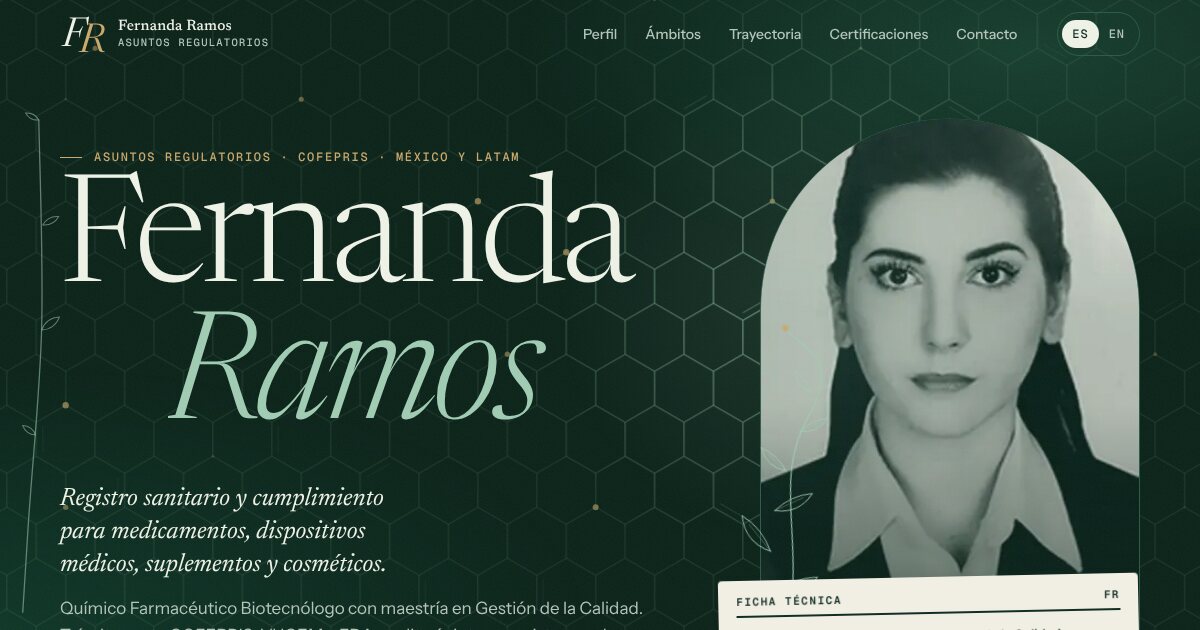 FR
Fernanda Ramos
ASUNTOS REGULATORIOS
Perfil
Ámbitos
Trayectoria
Certificaciones
Contacto
ES
EN
ASUNTOS REGULATORIOS · COFEPRIS · MÉXICO Y LATAM
Fernanda
Ramos
Registro sanitario y cumplimiento
para medicamentos, dispositivos
médicos, suplementos y cosméticos.
Químico Farmacéutico Biotecnólogo con maestría en Gestión de la Calidad.
FICHA TÉCNICA
FR